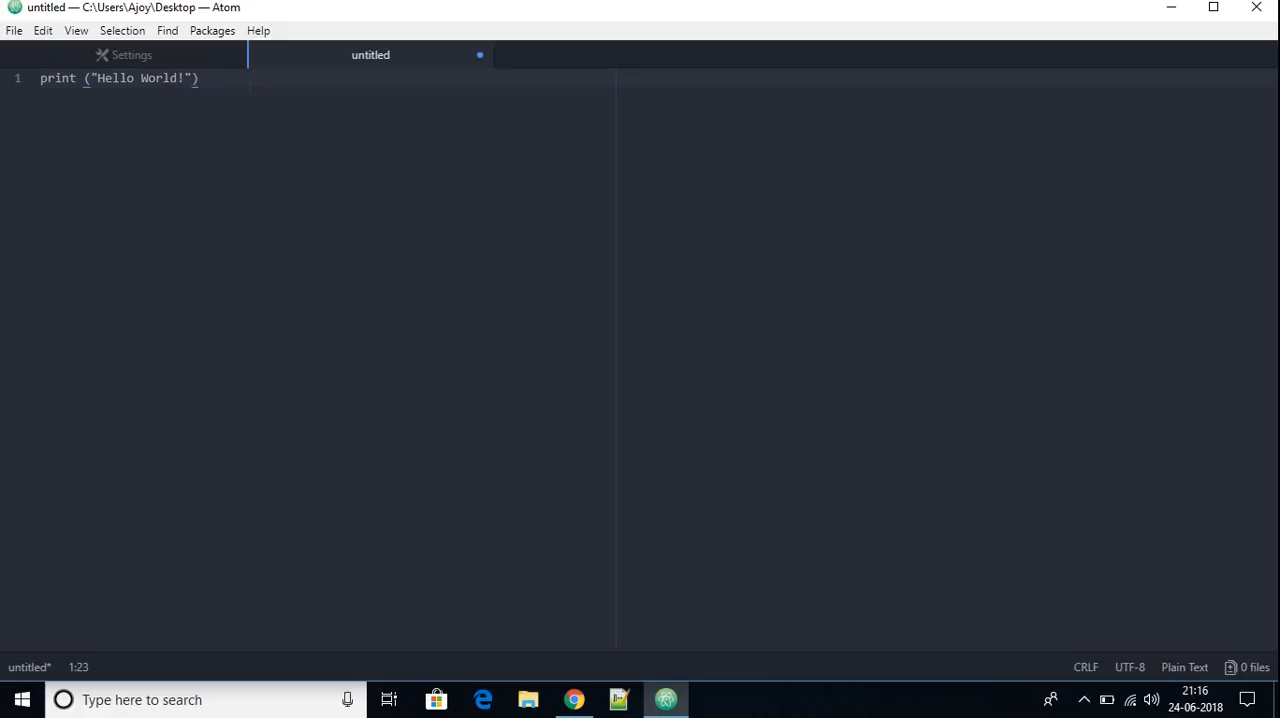 untitled — C:\Users\Ajoy\Desktop — Atom
File Edit View Selection Find Packages Help
Settings untitled
1 print ("Hello World!")
untitled* 1:23 CRLF UTF-8 Plain Text 0 files
Type here to search 21:16
24-06-2018